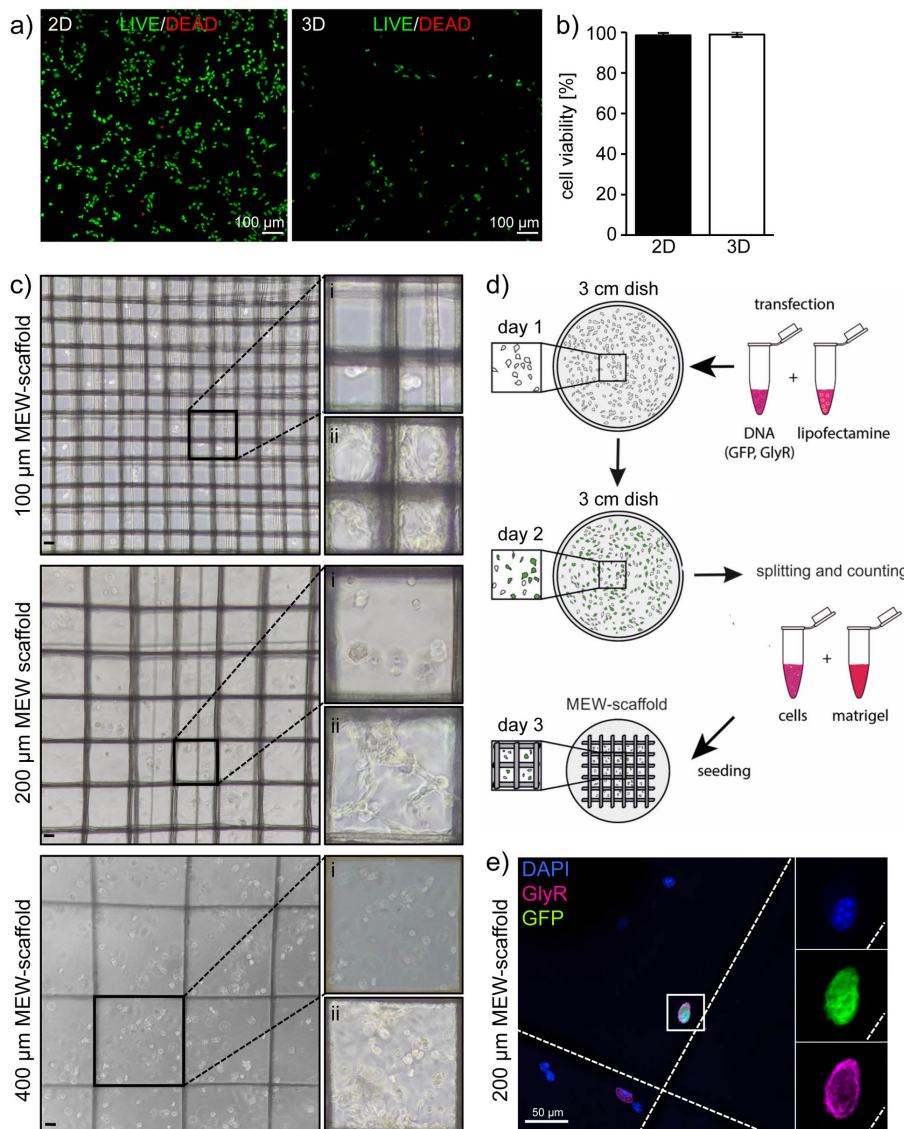 a)
2D LIVE/DEAD
100 µm
3D LIVE/DEAD
100 µm
b)
cell viability [%]
100
80
60
40
20
0
2D 3D
c)
100 µm MEW-scaffold
i
ii
200 µm MEW scaffold
i
ii
400 µm MEW-scaffold
i
ii
d)
3 cm dish
day 1
transfection
+
DNA
(GFP, GlyR)
lipofectamine
3 cm dish
day 2
splitting and counting
+
cells matrigel
MEW-scaffold
day 3
seeding
e)
200 µm MEW-scaffold
DAPI
GlyR
GFP
50 µm